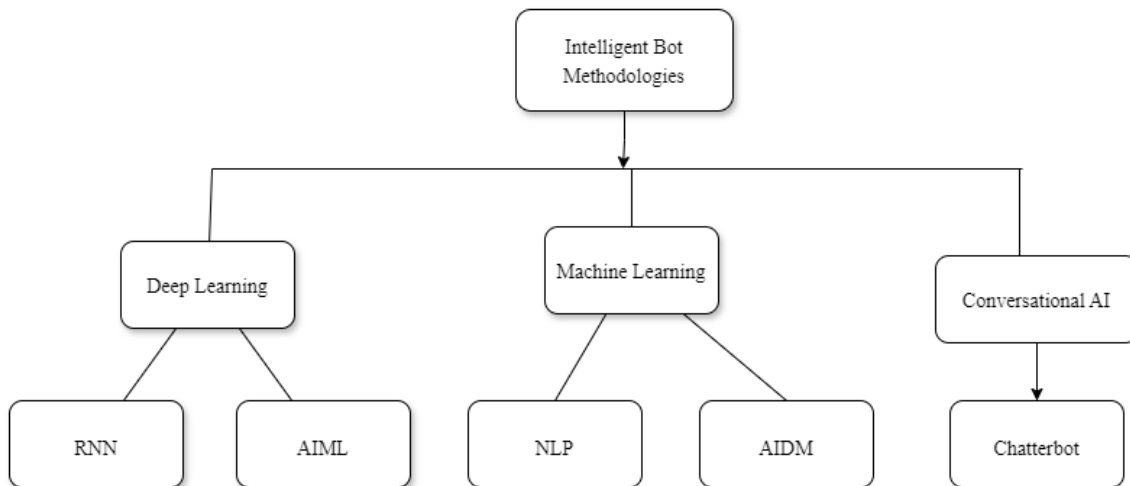 Intelligent Bot
Methodologies
Deep Learning
Machine Learning
Conversational AI
RNN
AIML
NLP
AIDM
Chatterbot